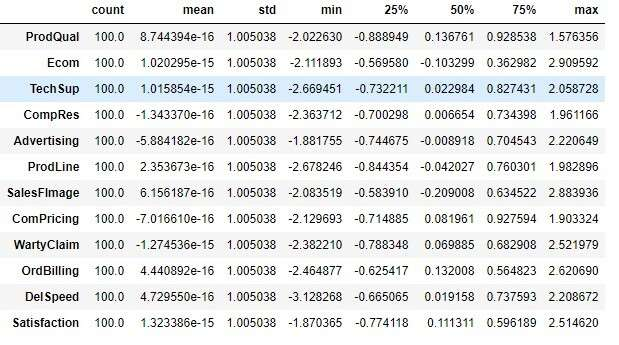 count mean std min 25% 50% 75% max
ProdQual 100.0 8.744394e-16 1.005038 -2.022630 -0.888949 0.136761 0.928538 1.576356
Ecom 100.0 1.020295e-15 1.005038 -2.111893 -0.569580 -0.103299 0.362982 2.909592
TechSup 100.0 1.015854e-15 1.005038 -2.669451 -0.732211 0.022984 0.827431 2.058728
CompRes 100.0 -1.343370e-16 1.005038 -2.363712 -0.700298 0.006654 0.734398 1.961166
Advertising 100.0 -5.884182e-16 1.005038 -1.881755 -0.744675 -0.008918 0.704543 2.220649
ProdLine 100.0 2.353673e-16 1.005038 -2.678246 -0.844354 -0.042027 0.760301 1.982896
SalesFImage 100.0 6.156187e-16 1.005038 -2.083519 -0.583910 -0.209008 0.634522 2.883936
ComPricing 100.0 -7.016610e-16 1.005038 -2.129693 -0.714885 0.081961 0.927594 1.903324
WartyClaim 100.0 -1.274536e-15 1.005038 -2.382210 -0.788348 0.069885 0.682908 2.521979
OrdBilling 100.0 4.440892e-16 1.005038 -2.464877 -0.625417 0.132008 0.564823 2.620690
DelSpeed 100.0 4.729550e-16 1.005038 -3.128268 -0.665065 0.019158 0.737593 2.208672
Satisfaction 100.0 1.323386e-15 1.005038 -1.870365 -0.774118 0.111311 0.596189 2.514620